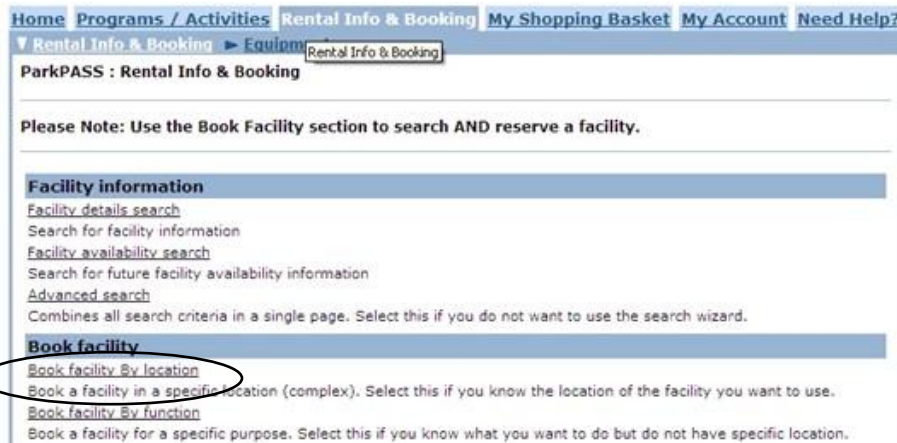 Home Programs / Activities Rental Info & Booking My Shopping Basket My Account Need Help?
▼ Rental Info & Booking ► Equipm
Rental Info & Booking
ParkPASS : Rental Info & Booking
Please Note: Use the Book Facility section to search AND reserve a facility.
Facility information
Facility details search
Search for facility information
Facility availability search
Search for future facility availability information
Advanced search
Combines all search criteria in a single page. Select this if you do not want to use the search wizard.
Book facility
Book facility By location
Book a facility in a specific location (complex). Select this if you know the location of the facility you want to use.
Book facility By function
Book a facility for a specific purpose. Select this if you know what you want to do but do not have specific location.